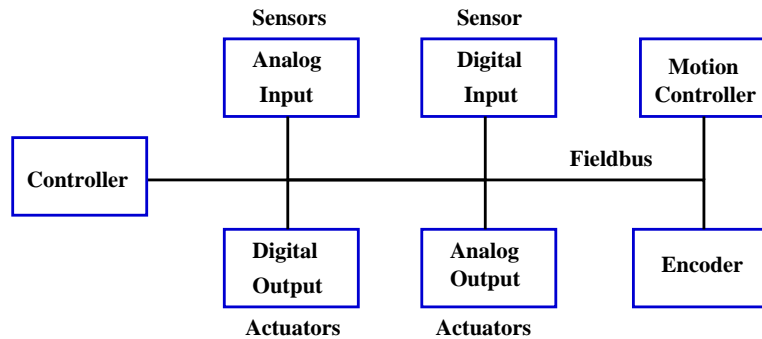 Sensors
Sensor
Analog
Input
Digital
Input
Motion
Controller
Fieldbus
Controller
Digital
Output
Analog
Output
Encoder
Actuators
Actuators